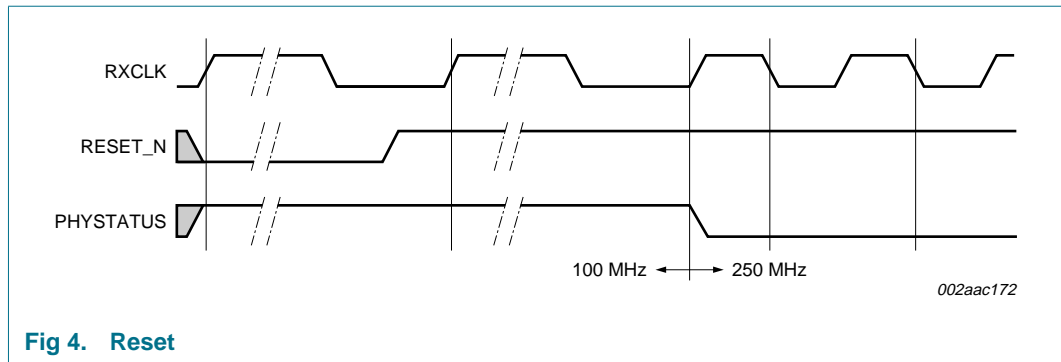 RXCLK
RESET_N
PHYSTATUS
100 MHz
250 MHz
002aac172
Fig 4. Reset